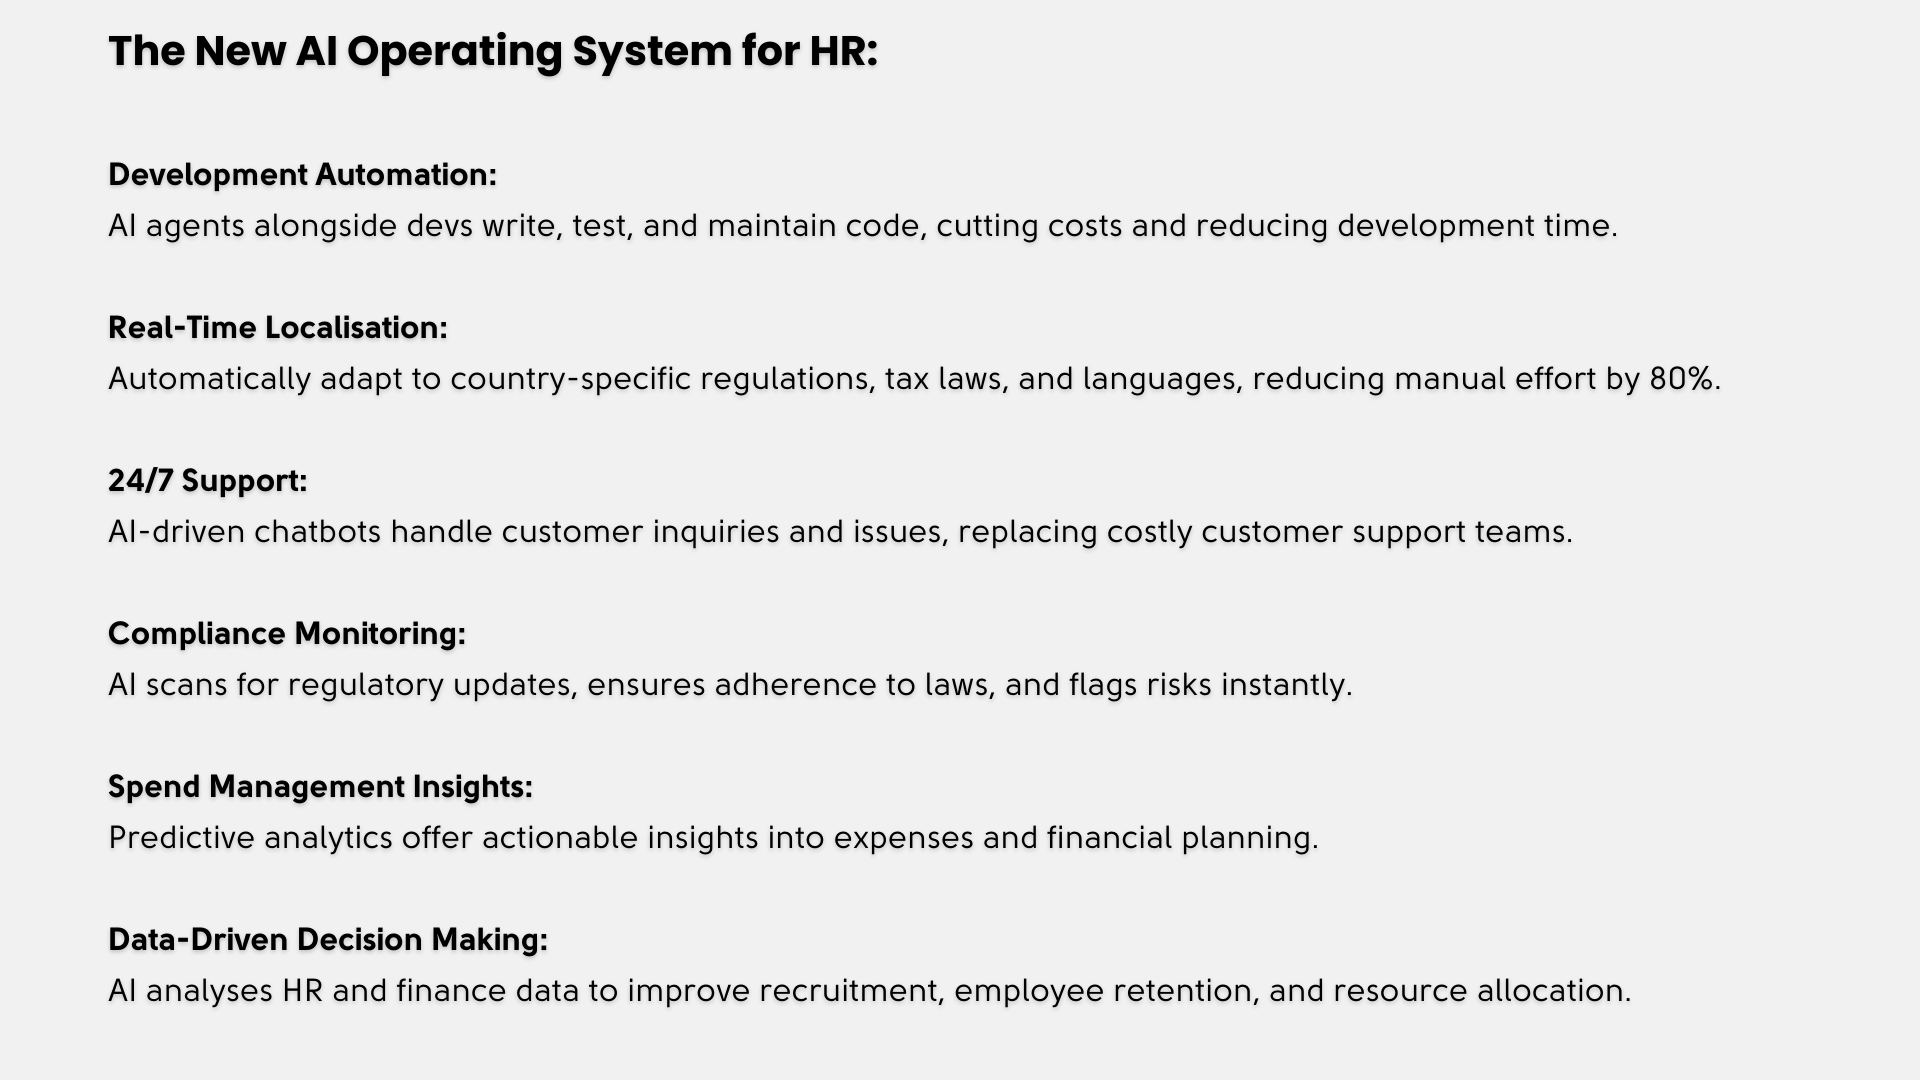 The New AI Operating System for HR:
Development Automation:
AI agents alongside devs write, test, and maintain code, cutting costs and reducing development time.
Real-Time Localisation:
Automatically adapt to country-specific regulations, tax laws, and languages, reducing manual effort by 80%.
24/7 Support:
AI-driven chatbots handle customer inquiries and issues, replacing costly customer support teams.
Compliance Monitoring:
AI scans for regulatory updates, ensures adherence to laws, and flags risks instantly.
Spend Management Insights:
Predictive analytics offer actionable insights into expenses and financial planning.
Data-Driven Decision Making:
AI analyses HR and finance data to improve recruitment, employee retention, and resource allocation.